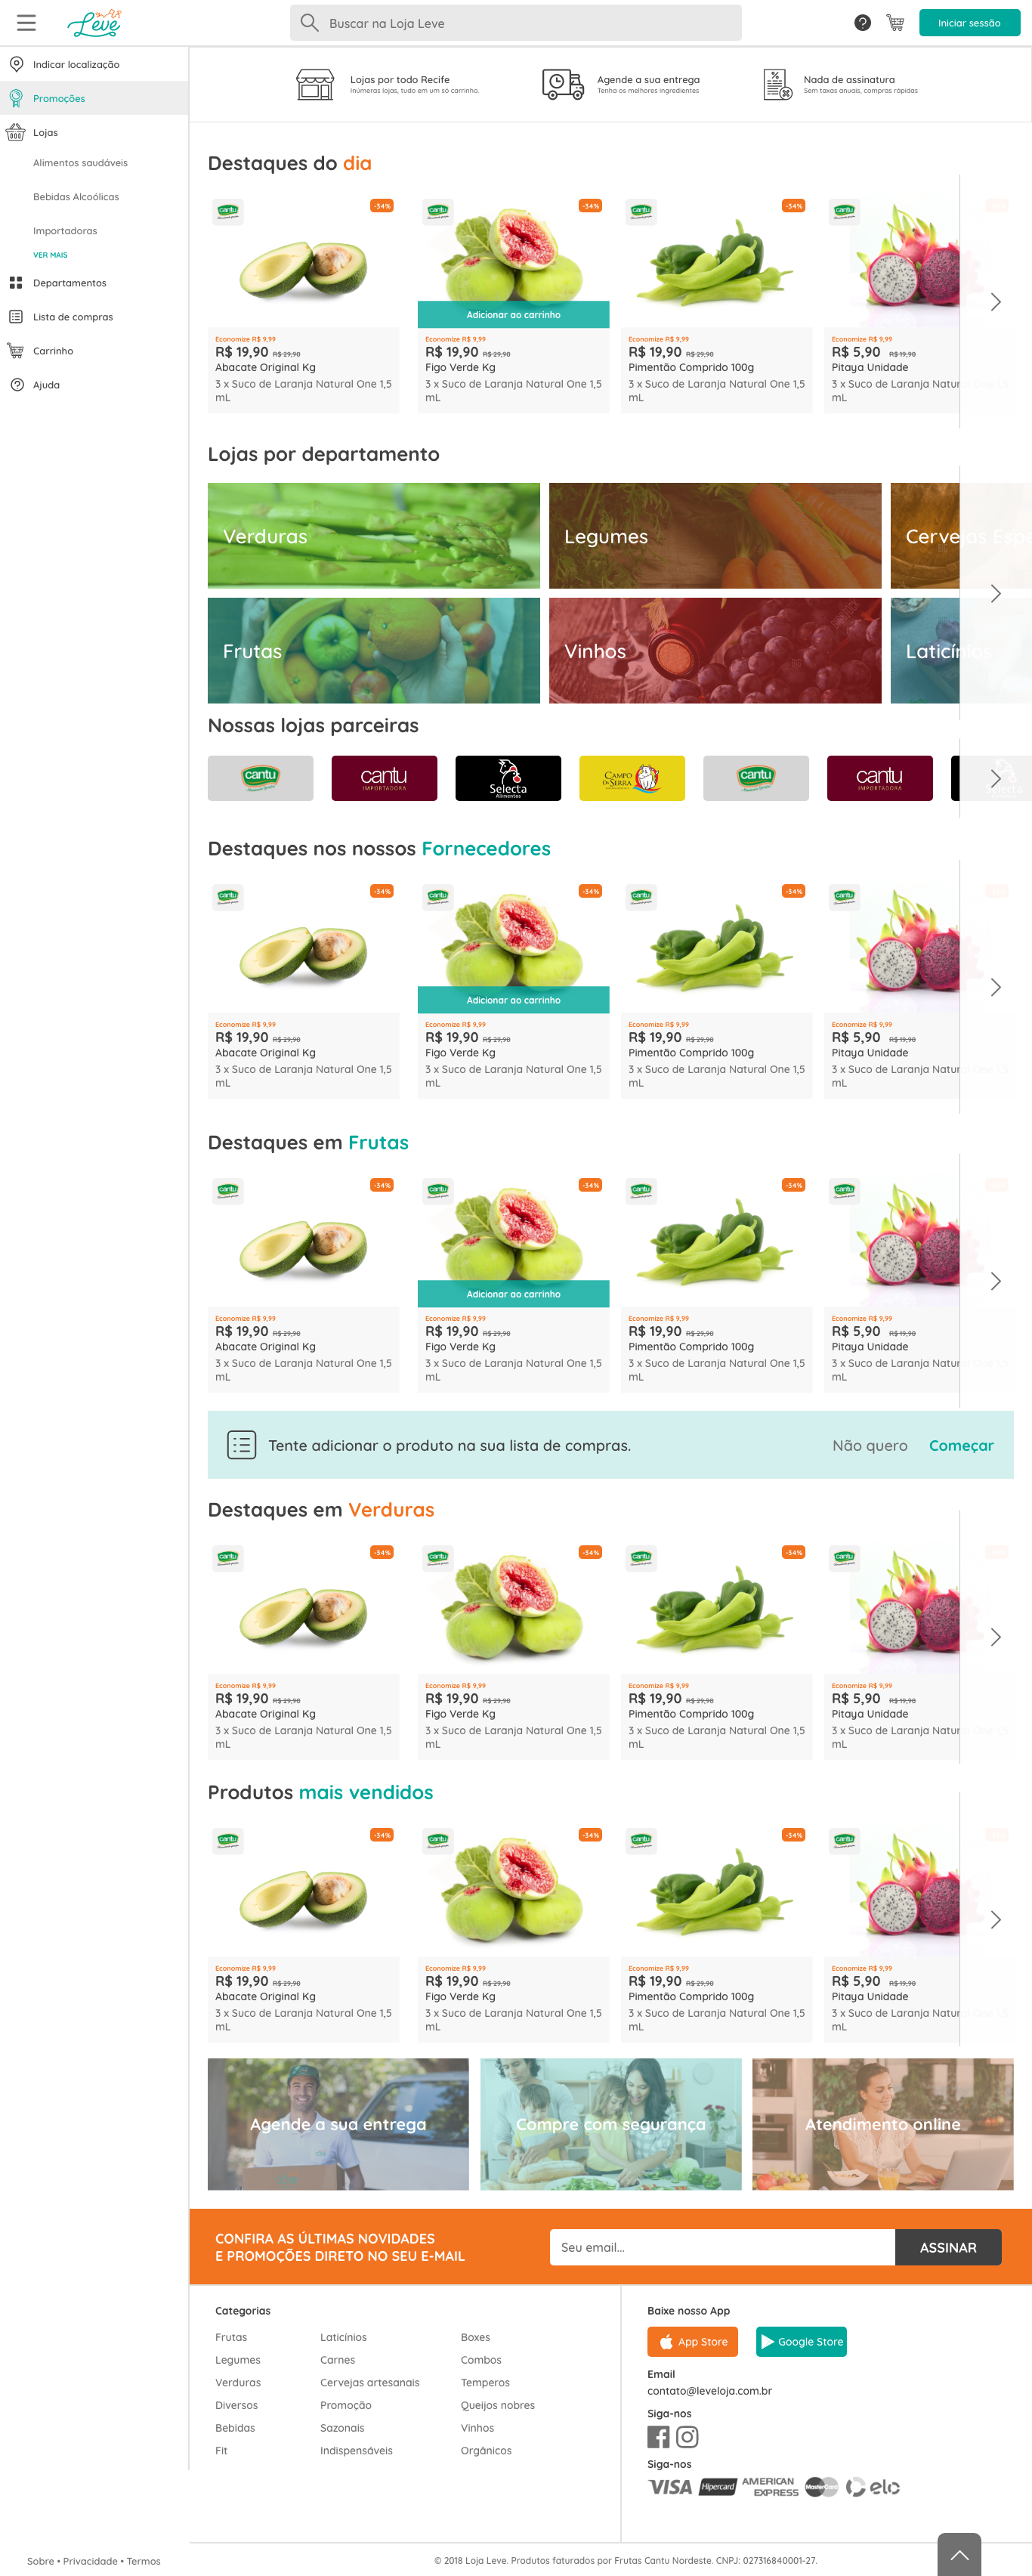 Leve
Buscar na Loja Leve
Iniciar sessão
Indicar localização
Promoções
Lojas
Alimentos saudáveis
Bebidas Alcoólicas
Importadoras
VER MAIS
Departamentos
Lista de compras
Carrinho
Ajuda
Lojas por todo Recife
Inúmeras lojas, tudo em um só carrinho.
Agende a sua entrega
Tenha os melhores ingredientes
Nada de assinatura
Sem taxas anuais, compras rápidas
Destaques do dia
cantu -34% cantu -34% cantu -34% cantu
Adicionar ao carrinho
Economize R$ 9,99 Economize R$ 9,99 Economize R$ 9,99 Economize R$ 9,99
R$ 19,90 R$ 29,90 R$ 19,90 R$ 29,90 R$ 19,90 R$ 29,90 R$ 5,90 R$ 19,90
Abacate Original Kg Figo Verde Kg Pimentão Comprido 100g Pitaya Unidade
3 x Suco de Laranja Natural One 1,5 3 x Suco de Laranja Natural One 1,5 3 x Suco de Laranja Natural One 1,5 3 x Suco de Laranja Natural One 1,5
mL mL mL mL
Lojas por departamento
Verduras Legumes Cervejas
Frutas Vinhos Laticínios
Nossas lojas parceiras
cantu cantu IMPORTADORA Selecta Alimentos CAMPO DA SERRA cantu cantu IMPORTADORA Selecta
Destaques nos nossos Fornecedores
cantu -34% cantu -34% cantu -34% cantu
Adicionar ao carrinho
Economize R$ 9,99 Economize R$ 9,99 Economize R$ 9,99 Economize R$ 9,99
R$ 19,90 R$ 29,90 R$ 19,90 R$ 29,90 R$ 19,90 R$ 29,90 R$ 5,90 R$ 19,90
Abacate Original Kg Figo Verde Kg Pimentão Comprido 100g Pitaya Unidade
3 x Suco de Laranja Natural One 1,5 3 x Suco de Laranja Natural One 1,5 3 x Suco de Laranja Natural One 1,5 3 x Suco de Laranja Natural One 1,5
mL mL mL mL
Destaques em Frutas
cantu -34% cantu -34% cantu -34% cantu
Adicionar ao carrinho
Economize R$ 9,99 Economize R$ 9,99 Economize R$ 9,99 Economize R$ 9,99
R$ 19,90 R$ 29,90 R$ 19,90 R$ 29,90 R$ 19,90 R$ 29,90 R$ 5,90 R$ 19,90
Abacate Original Kg Figo Verde Kg Pimentão Comprido 100g Pitaya Unidade
3 x Suco de Laranja Natural One 1,5 3 x Suco de Laranja Natural One 1,5 3 x Suco de Laranja Natural One 1,5 3 x Suco de Laranja Natural One 1,5
mL mL mL mL
Tente adicionar o produto na sua lista de compras. Não quero Começar
Destaques em Verduras
cantu -34% cantu -34% cantu -34% cantu
Economize R$ 9,99 Economize R$ 9,99 Economize R$ 9,99 Economize R$ 9,99
R$ 19,90 R$ 29,90 R$ 19,90 R$ 29,90 R$ 19,90 R$ 29,90 R$ 5,90 R$ 19,90
Abacate Original Kg Figo Verde Kg Pimentão Comprido 100g Pitaya Unidade
3 x Suco de Laranja Natural One 1,5 3 x Suco de Laranja Natural One 1,5 3 x Suco de Laranja Natural One 1,5 3 x Suco de Laranja Natural One 1,5
mL mL mL mL
Produtos mais vendidos
cantu -34% cantu -34% cantu -34% cantu
Economize R$ 9,99 Economize R$ 9,99 Economize R$ 9,99 Economize R$ 9,99
R$ 19,90 R$ 29,90 R$ 19,90 R$ 29,90 R$ 19,90 R$ 29,90 R$ 5,90 R$ 19,90
Abacate Original Kg Figo Verde Kg Pimentão Comprido 100g Pitaya Unidade
3 x Suco de Laranja Natural One 1,5 3 x Suco de Laranja Natural One 1,5 3 x Suco de Laranja Natural One 1,5 3 x Suco de Laranja Natural One 1,5
mL mL mL mL
Agende a sua entrega Compre com segurança Atendimento online
CONFIRA AS ÚLTIMAS NOVIDADES
E PROMOÇÕES DIRETO NO SEU E-MAIL
Seu email... ASSINAR
Categorias
Frutas Laticínios Boxes
Legumes Carnes Combos
Verduras Cervejas artesanais Temperos
Diversos Promoção Queijos nobres
Bebidas Sazonais Vinhos
Fit Indispensáveis Orgânicos
Baixe nosso App
App Store Google Store
Email
contato@leveloja.com.br
Siga-nos
Siga-nos
VISA Hipercard AMERICAN EXPRESS MasterCard elo
Sobre • Privacidade • Termos
© 2018 Loja Leve. Produtos faturados por Frutas Cantu Nordeste. CNPJ: 027316840001-27.